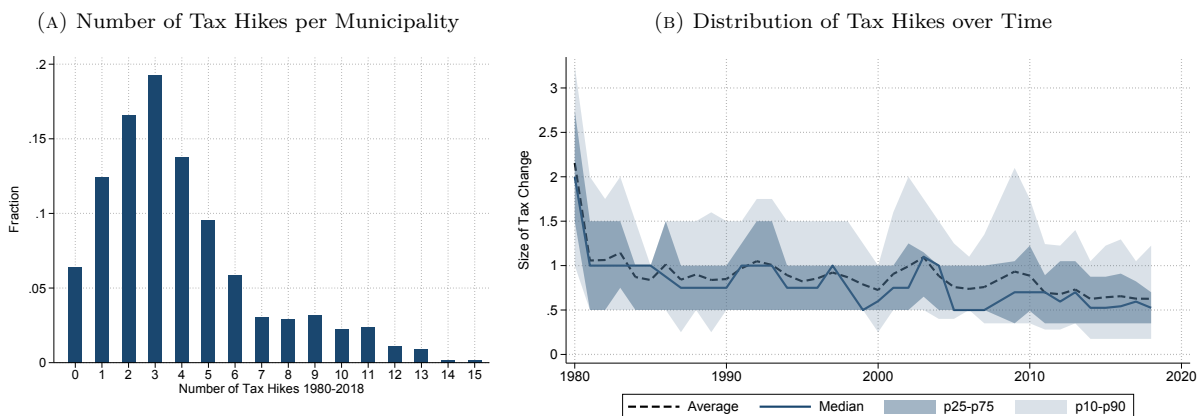 (A) Number of Tax Hikes per Municipality
Fraction
.2
.15
.1
.05
0
0 1 2 3 4 5 6 7 8 9 10 11 12 13 14 15
Number of Tax Hikes 1980-2018
(B) Distribution of Tax Hikes over Time
Size of Tax Change
3
2.5
2
1.5
1
.5
0
1980 1990 2000 2010 2020
Average Median p25-p75 p10-p90